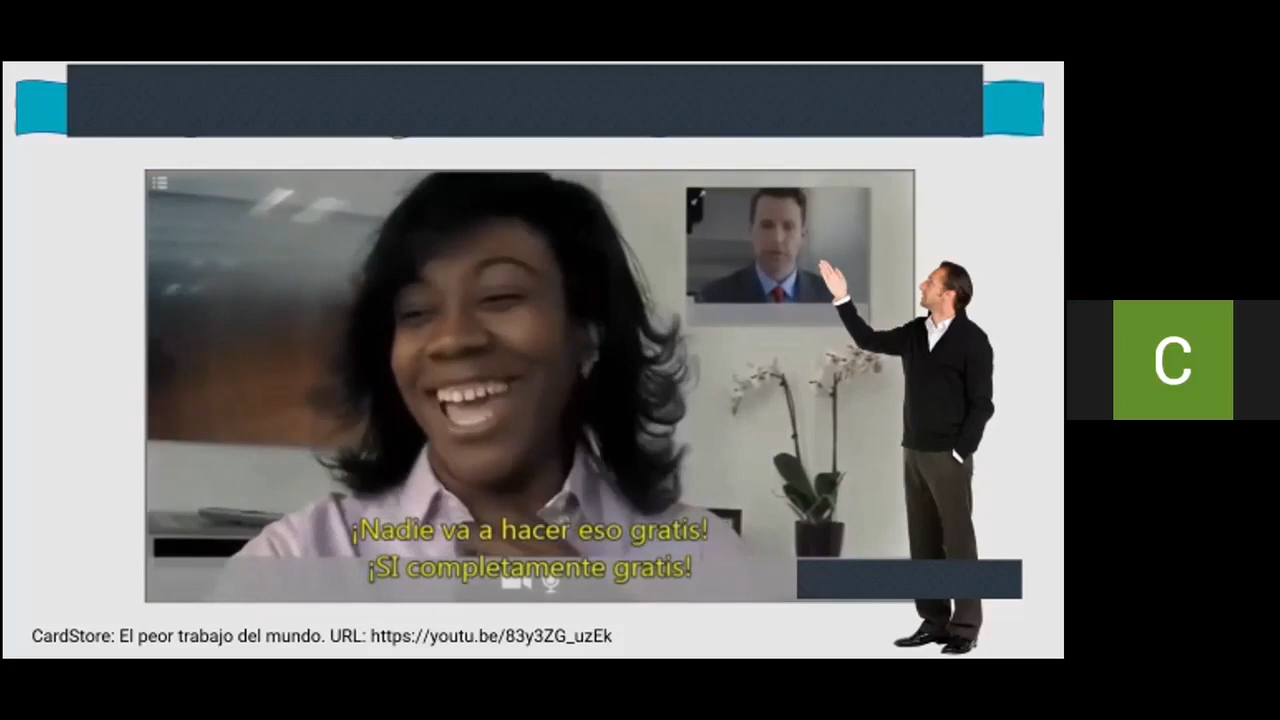 ¡Nadie va a hacer eso gratis!
¡SI completamente gratis!
C
CardStore: El peor trabajo del mundo. URL: https://youtu.be/83y3ZG_uzEk